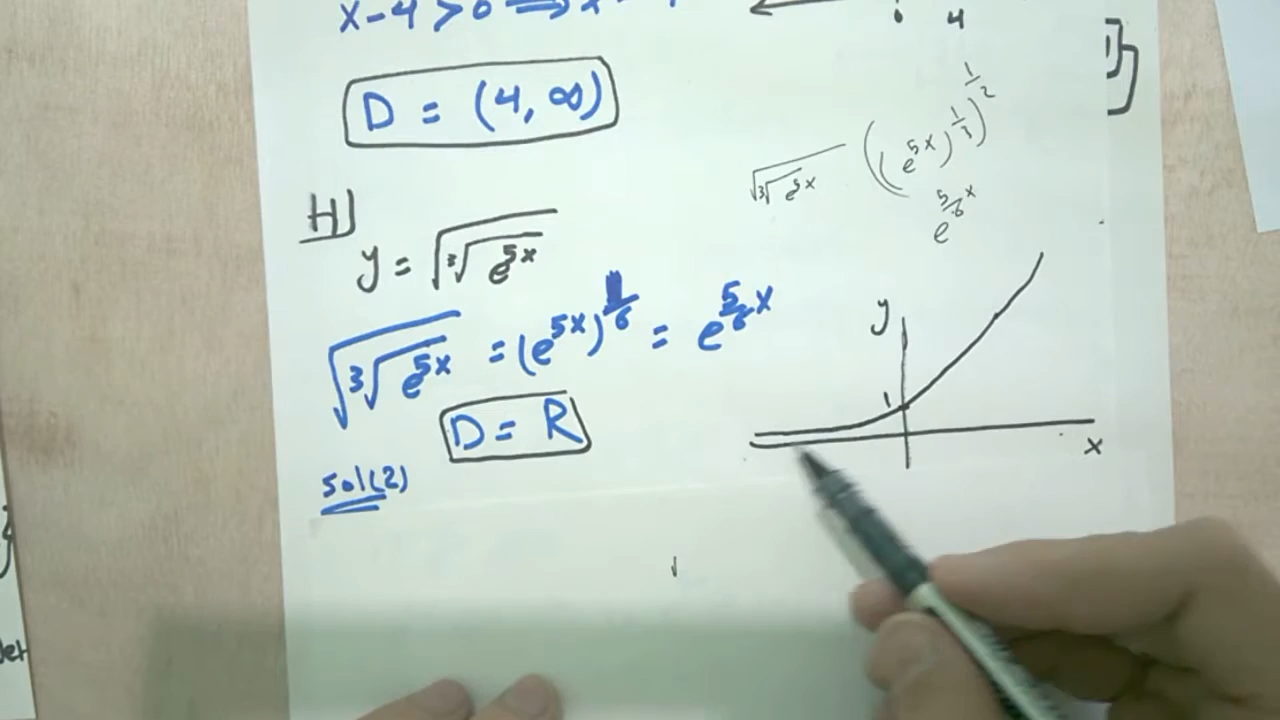 x-4>0 ⟹ x
0 4
D = (4, ∞)
√(∛(e^5x)) ((e^5x)^1/3)^1/2
e^5/6 x
H)
y = √(∛(e^5x))
√(∛(e^5x)) = (e^5x)^1/6 = e^5/6 x
D = R
y
1
x
sol(2)